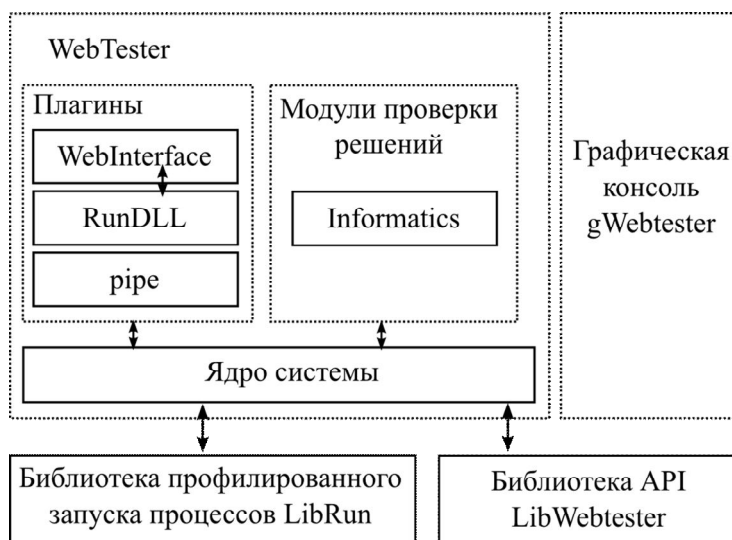 WebTester
Плагины
WebInterface
RunDLL
pipe
Модули проверки
решений
Informatics
Ядро системы
Графическая
консоль
gWebtester
Библиотека профилированного
запуска процессов LibRun
Библиотека API
LibWebtester